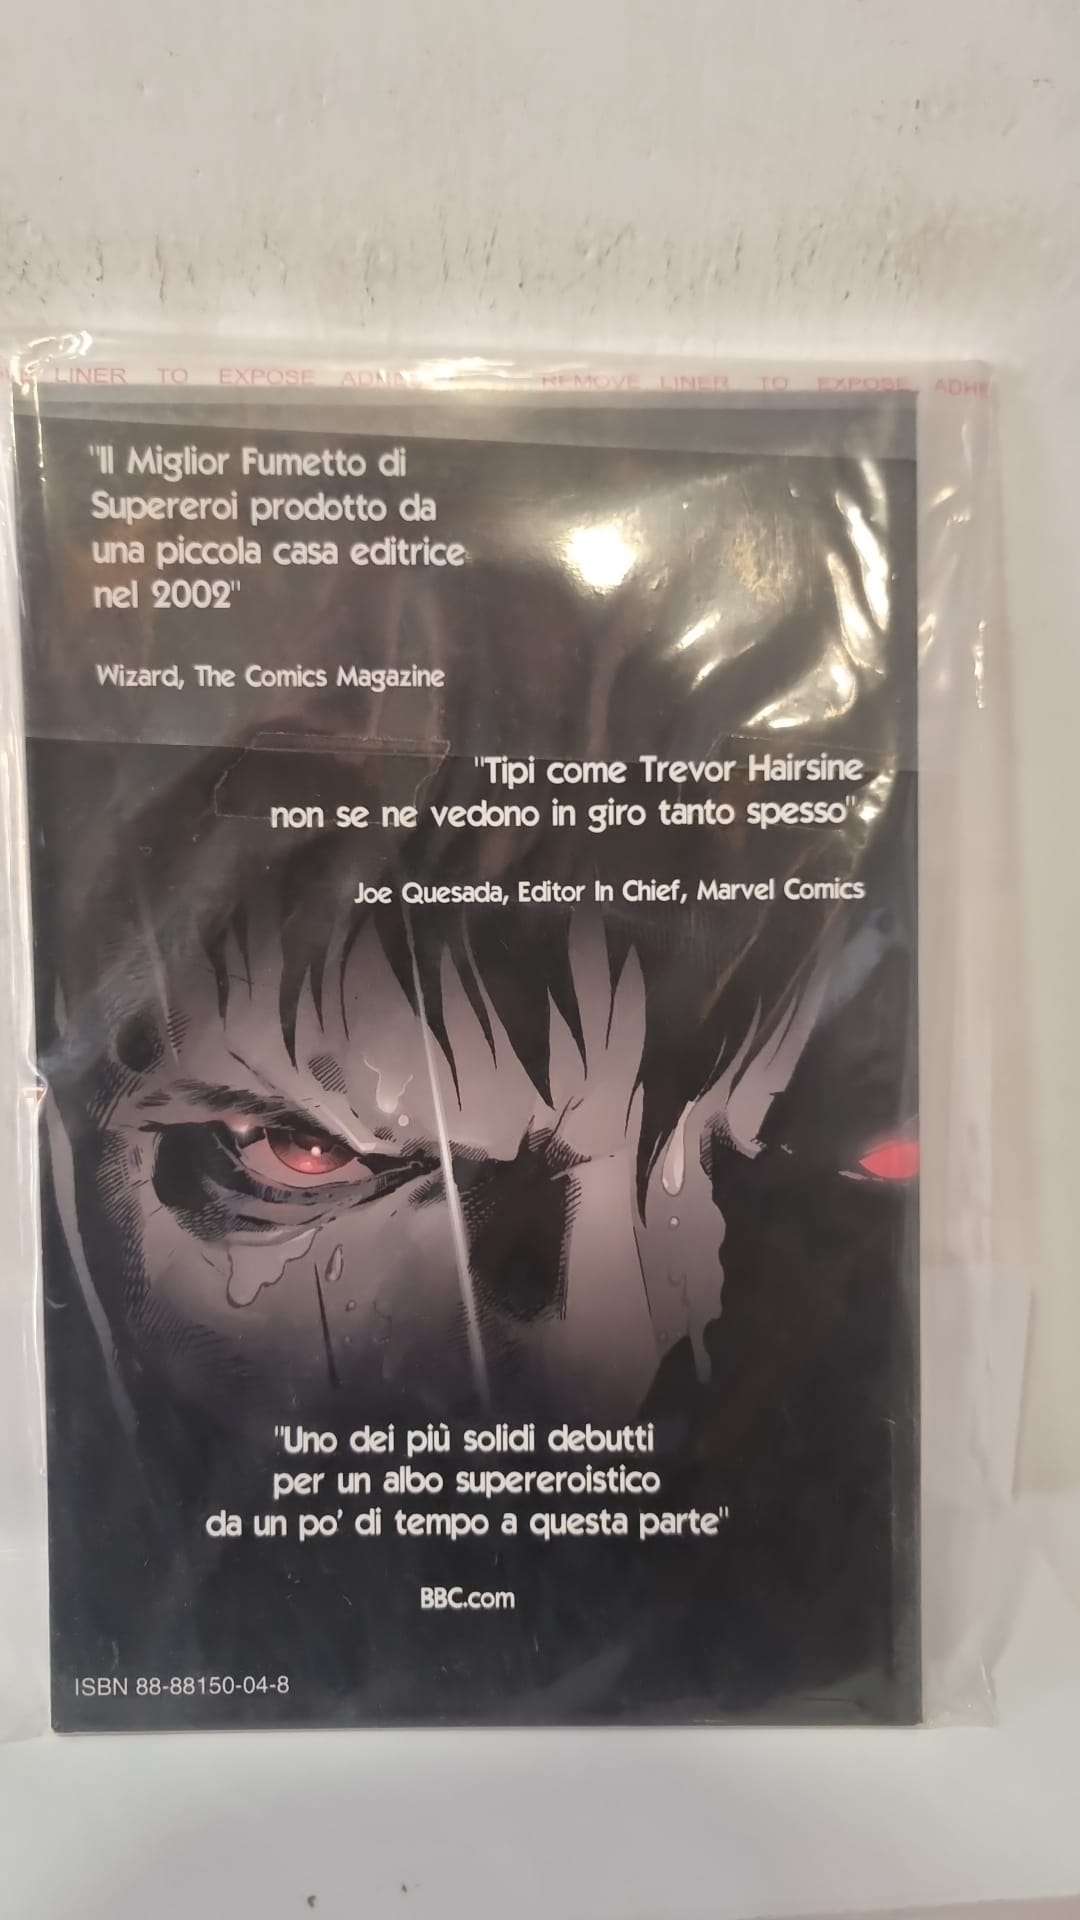 LINER TO EXPOSE REMOVE LINER TO EXPOSE
"Il Miglior Fumetto di
Supereroi prodotto da
una piccola casa editrice
nel 2002"
Wizard, The Comics Magazine
"Tipi come Trevor Hairsine
non se ne vedono in giro tanto spesso"
Joe Quesada, Editor In Chief, Marvel Comics
"Uno dei più solidi debutti
per un albo supereroistico
da un po' di tempo a questa parte"
BBC.com
ISBN 88-88150-04-8